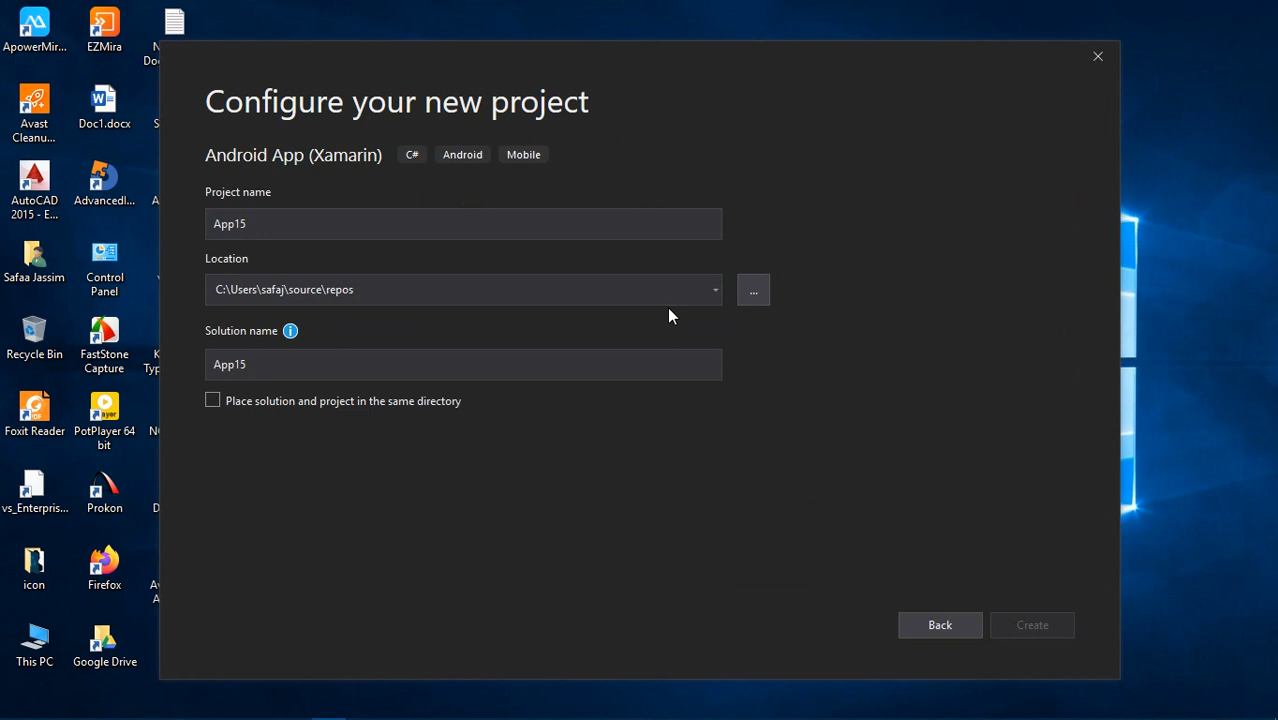 ApowerMir...
EZMira
Avast
Cleanu...
Doc1.docx
AutoCAD
2015 - E...
AdvancedI...
Safaa Jassim
Control
Panel
Recycle Bin
FastStone
Capture
Foxit Reader
PotPlayer 64
bit
vs_Enterpris...
Prokon
icon
Firefox
This PC
Google Drive
Configure your new project
Android App (Xamarin)
C#
Android
Mobile
Project name
App15
Location
C:\Users\safaj\source\repos
...
Solution name
App15
Place solution and project in the same directory
Back
Create